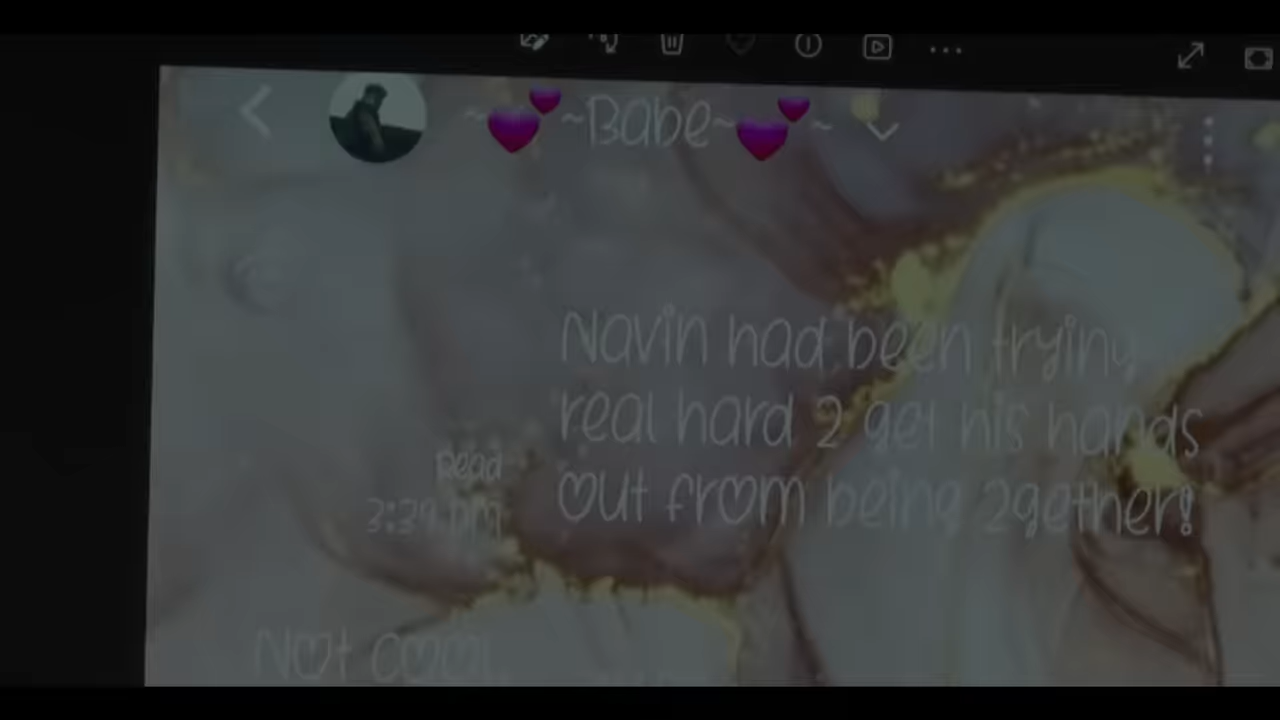 ~💕~Babe~💕~
Navin had been trying
real hard 2 get his hands
out from being 2gether!
Read
3:39 pm
Not cool.